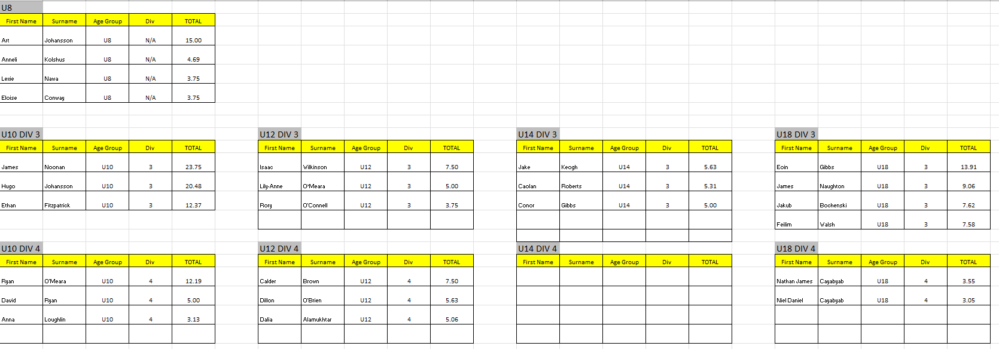 U8
First Name Surname Age Group Div TOTAL
Art Johansson U8 N/A 15.00
Anneli Kolshus U8 N/A 4.69
Lexie Nawa U8 N/A 3.75
Eloise Conway U8 N/A 3.75
U10 DIV 3 U12 DIV 3 U14 DIV 3 U18 DIV 3
First Name Surname Age Group Div TOTAL First Name Surname Age Group Div TOTAL First Name Surname Age Group Div TOTAL First Name Surname Age Group Div TOTAL
James Noonan U10 3 23.75 Isaac Wilkinson U12 3 7.50 Jake Keogh U14 3 5.63 Eoin Gibbs U18 3 13.91
Hugo Johansson U10 3 20.48 Lily-Anne O'Meara U12 3 5.00 Caolan Roberts U14 3 5.31 James Naughton U18 3 9.06
Ethan Fitzpatrick U10 3 12.37 Rory O'Connell U12 3 3.75 Conor Gibbs U14 3 5.00 Jakub Bochenski U18 3 7.62
Feilim Walsh U18 3 7.58
U10 DIV 4 U12 DIV 4 U14 DIV 4 U18 DIV 4
First Name Surname Age Group Div TOTAL First Name Surname Age Group Div TOTAL First Name Surname Age Group Div TOTAL First Name Surname Age Group Div TOTAL
Ryan O'Meara U10 4 12.19 Calder Brown U12 4 7.50 Nathan James Cayabyab U18 4 3.55
David Ryan U10 4 5.00 Dillon O'Brien U12 4 5.63 Niel Daniel Cayabyab U18 4 3.05
Anna Loughlin U10 4 3.13 Dalia Alamukhtar U12 4 5.06